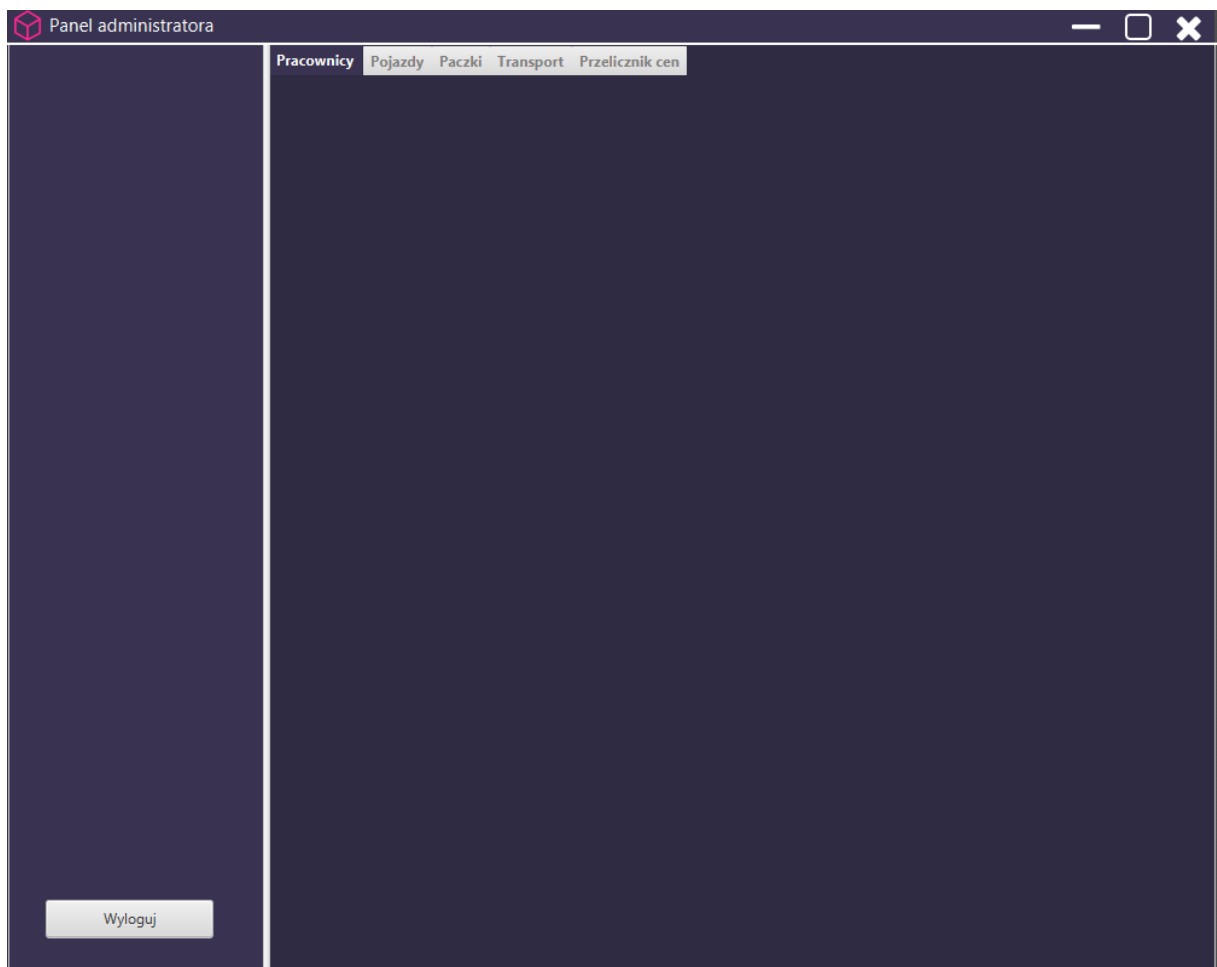 Panel administratora
Pracownicy Pojazdy Paczki Transport Przelicznik cen
Wyloguj